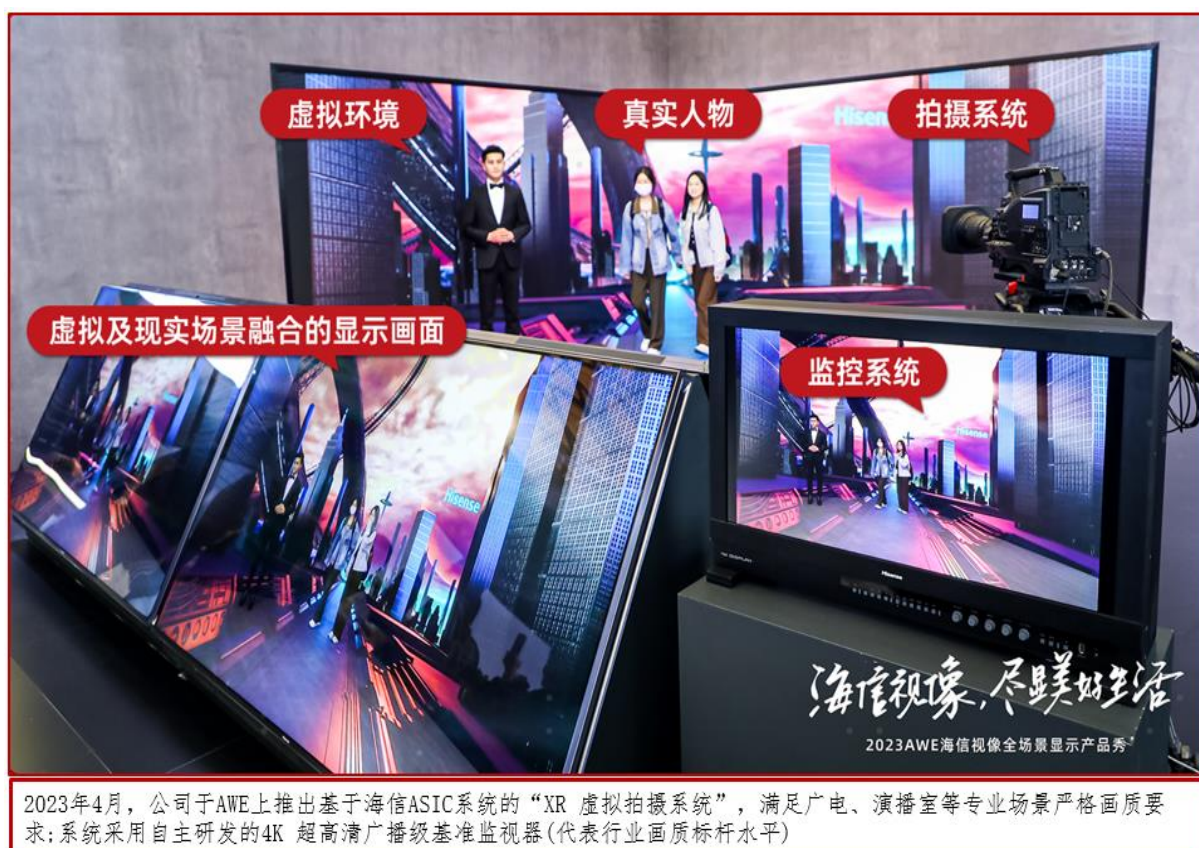 虚拟环境
真实人物
Hisen
拍摄系统
虚拟及现实场景融合的显示画面
监控系统
Hisense
Hisense
Hisense
海信视像,尽显美好生活
2023AWE海信视像全场景显示产品秀
2023年4月，公司于AWE上推出基于海信ASIC系统的“XR 虚拟拍摄系统”，满足广电、演播室等专业场景严格画质要
求;系统采用自主研发的4K 超高清广播级基准监视器(代表行业画质标杆水平)